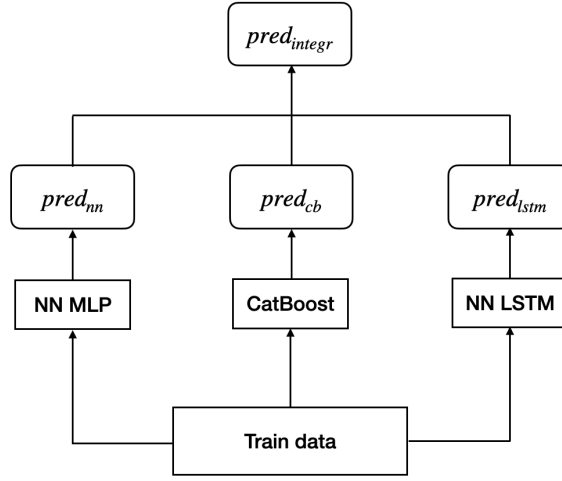 pred_integr
pred_nn
pred_cb
pred_lstm
NN MLP
CatBoost
NN LSTM
Train data